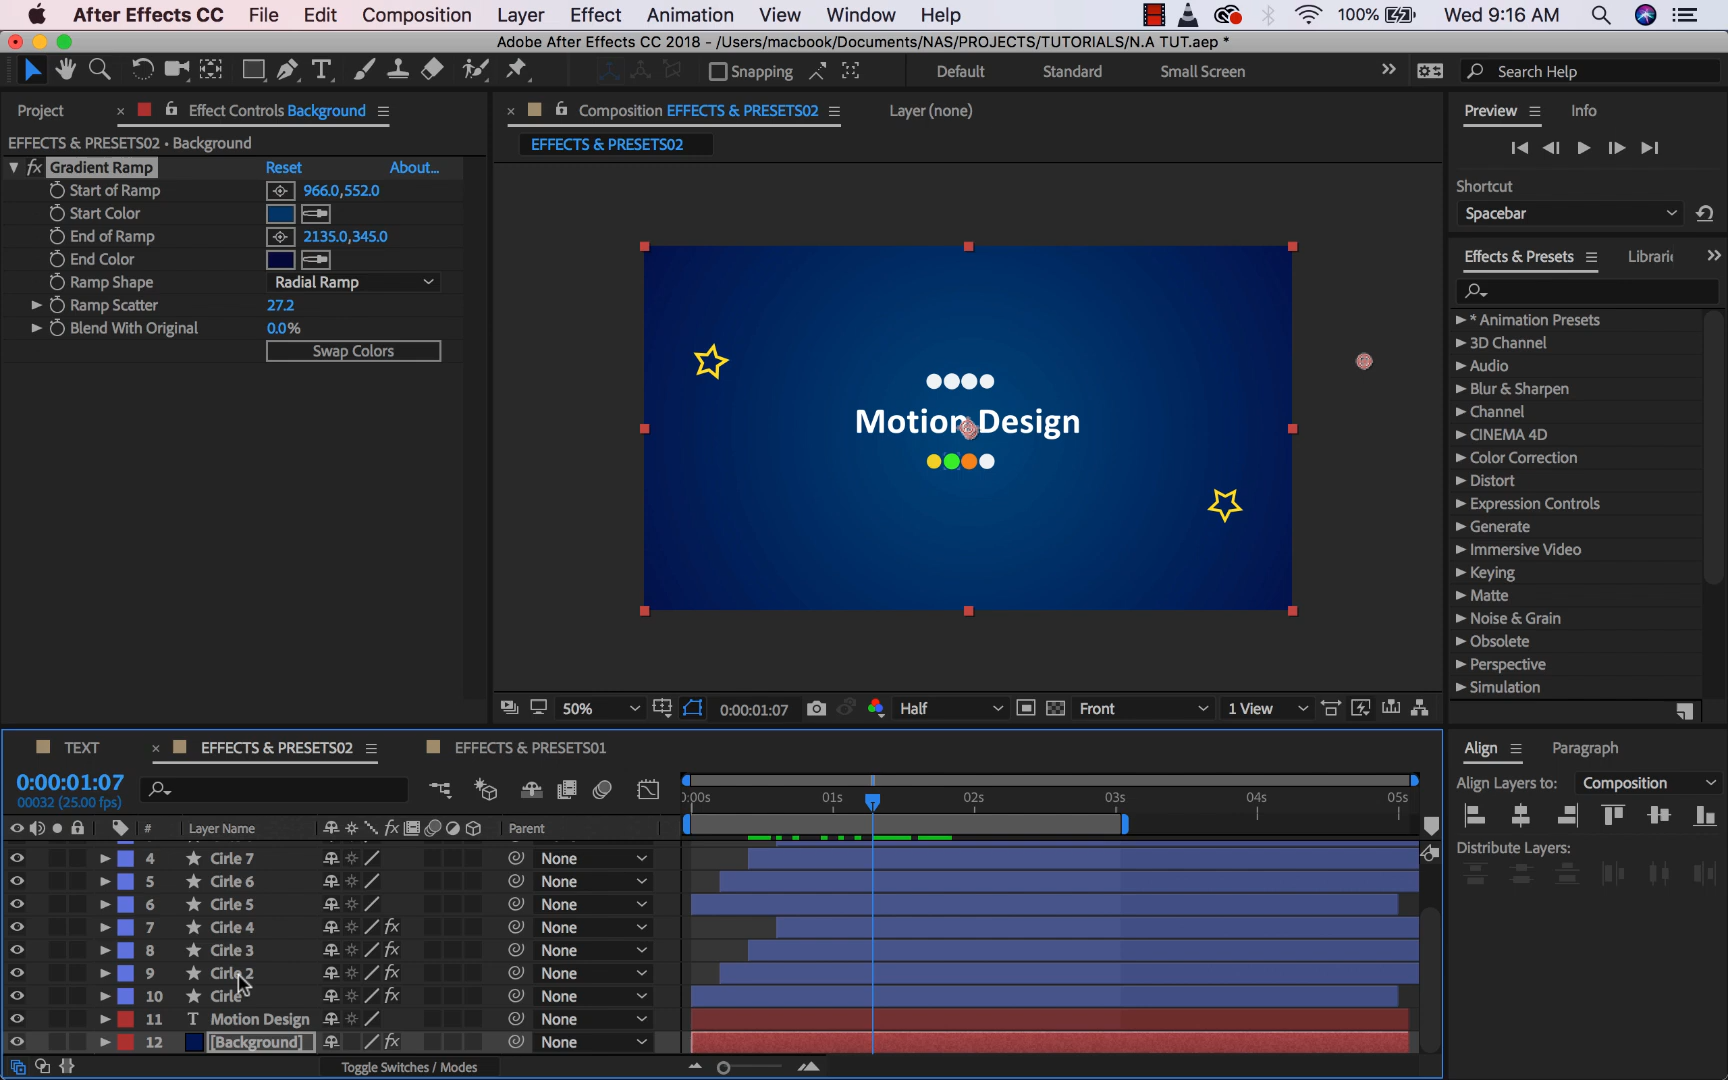 After Effects CC File Edit Composition Layer Effect Animation View Window Help 100% Wed 9:16 AM
Adobe After Effects CC 2018 - /Users/macbook/Documents/NAS/PROJECTS/TUTORIALS/N.A TUT.aep *
Snapping Default Standard Small Screen Search Help
Project Effect Controls Background
EFFECTS & PRESETS02 • Background
fx Gradient Ramp Reset About...
Start of Ramp 966.0,552.0
Start Color
End of Ramp 2135.0,345.0
End Color
Ramp Shape Radial Ramp
Ramp Scatter 27.2
Blend With Original 0.0%
Swap Colors
Composition EFFECTS & PRESETS02 Layer (none)
EFFECTS & PRESETS02
Motion Design
50% 0:00:01:07 Half Front 1 View
Preview Info
Shortcut
Spacebar
Effects & Presets Librari
* Animation Presets
3D Channel
Audio
Blur & Sharpen
Channel
CINEMA 4D
Color Correction
Distort
Expression Controls
Generate
Immersive Video
Keying
Matte
Noise & Grain
Obsolete
Perspective
Simulation
TEXT EFFECTS & PRESETS02 EFFECTS & PRESETS01
0:00:01:07
00032 (25.00 fps)
0:00s 01s 02s 03s 04s 05s
# Layer Name fx Parent
4 Cirle 7 None
5 Cirle 6 None
6 Cirle 5 None
7 Cirle 4 fx None
8 Cirle 3 fx None
9 Cirle 2 fx None
10 Cirle fx None
11 T Motion Design None
12 [Background] fx None
Toggle Switches / Modes
Align Paragraph
Align Layers to: Composition
Distribute Layers: